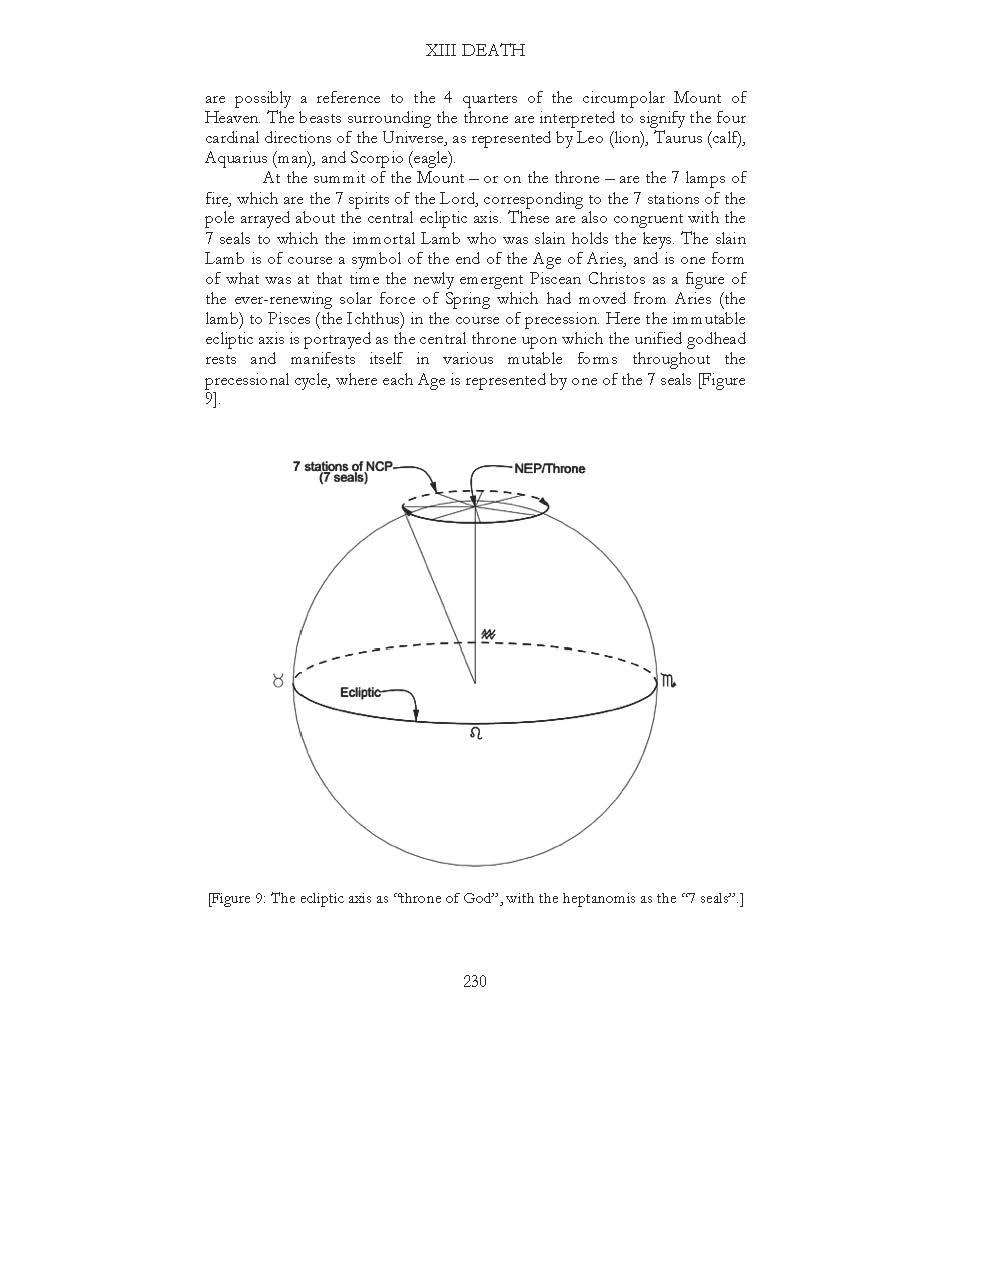 XIII DEATH
are possibly a reference to the 4 quarters of the circumpolar Mount of
Heaven. The beasts surrounding the throne are interpreted to signify the four
cardinal directions of the Universe, as represented by Leo (lion), Taurus (calf),
Aquarius (man), and Scorpio (eagle).
At the summit of the Mount – or on the throne – are the 7 lamps of
fire, which are the 7 spirits of the Lord, corresponding to the 7 stations of the
pole arrayed about the central ecliptic axis. These are also congruent with the
7 seals to which the immortal Lamb who was slain holds the keys. The slain
Lamb is of course a symbol of the end of the Age of Aries, and is one form
of what was at that time the newly emergent Piscean Christos as a figure of
the ever-renewing solar force of Spring which had moved from Aries (the
lamb) to Pisces (the Ichthus) in the course of precession. Here the immutable
ecliptic axis is portrayed as the central throne upon which the unified godhead
rests and manifests itself in various mutable forms throughout the
precessional cycle, where each Age is represented by one of the 7 seals [Figure
9].
7 stations of NCP
(7 seals)
NEP/Throne
♒
♉
♏
Ecliptic
♌
[Figure 9: The ecliptic axis as “throne of God”, with the heptanomis as the “7 seals”.]
230